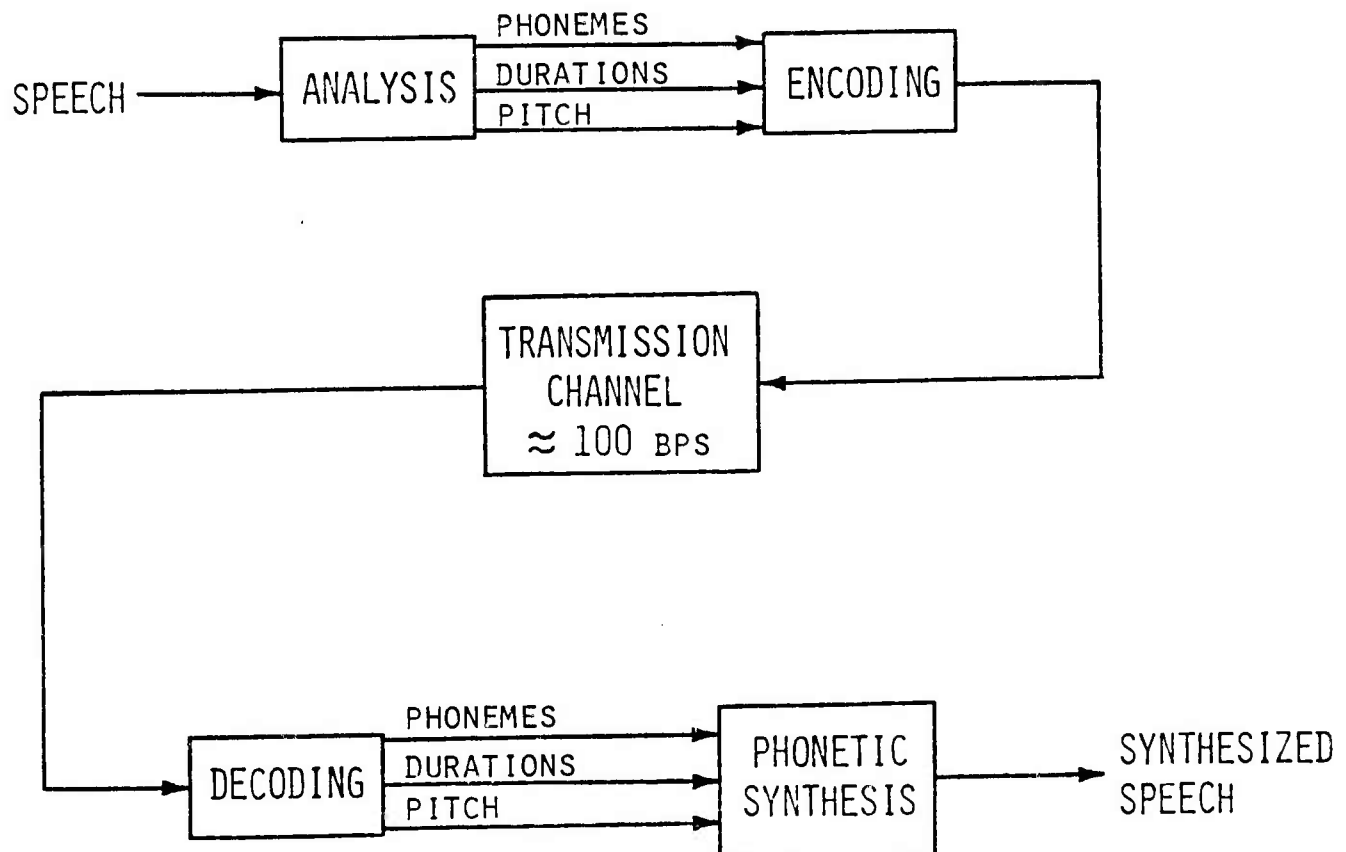 PHONEMES
SPEECH
ANALYSIS
DURATIONS
ENCODING
PITCH
TRANSMISSION
CHANNEL
≈ 100 BPS
PHONEMES
DECODING
DURATIONS
PITCH
PHONETIC
SYNTHESIS
SYNTHESIZED
SPEECH